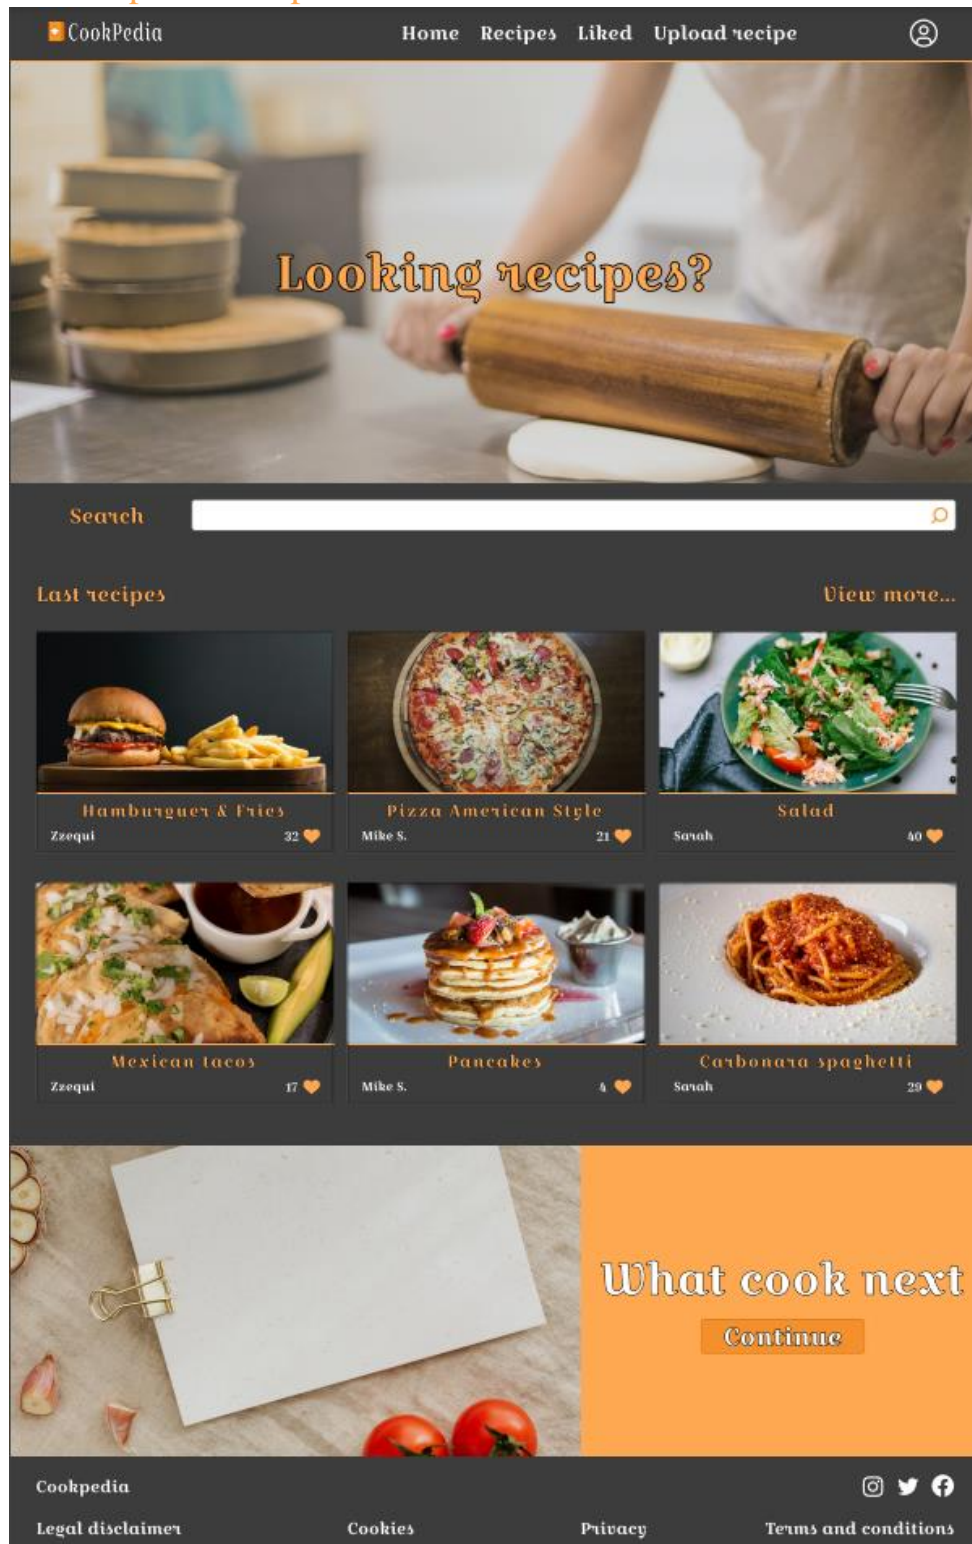 CookPedia Home Recipes Liked Upload recipe
Looking recipes?
Search
Last recipes View more...
Hamburguer & Fries Pizza American Style Salad
Zzequi 32 Mike S. 21 Sarah 40
Mexican tacos Pancakes Carbonara spaghetti
Zzequi 17 Mike S. 4 Sarah 29
What cook next
Continue
Cookpedia
Legal disclaimer Cookies Privacy Terms and conditions